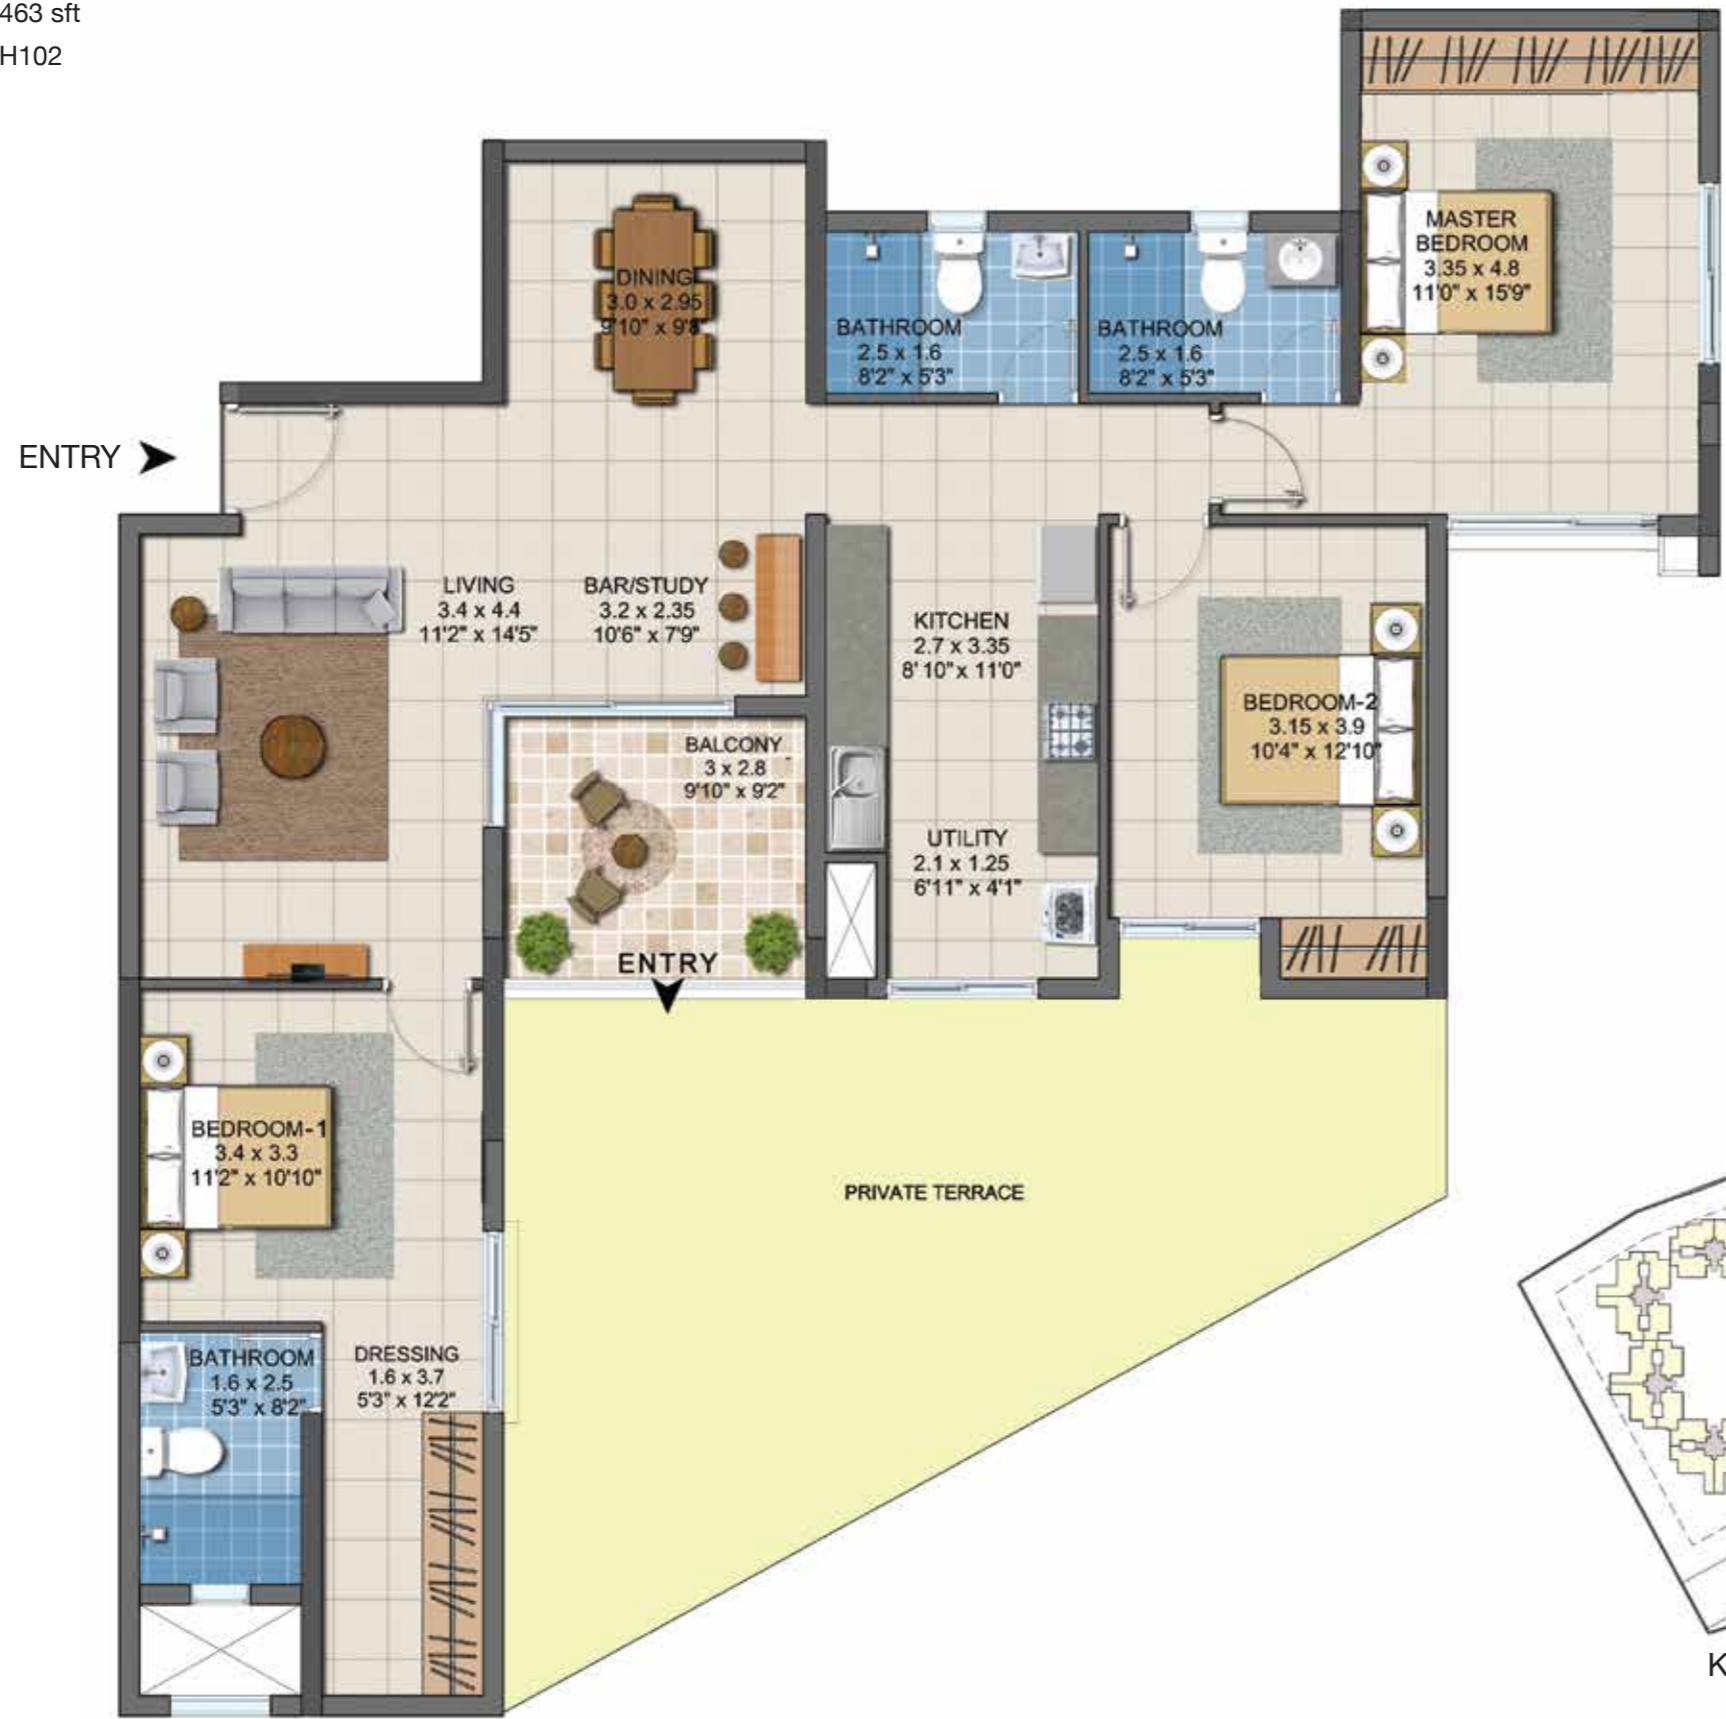 463 sft
H102
ENTRY
DINING
3.0 x 2.95
9'10" x 9'8"
BATHROOM
2.5 x 1.6
8'2" x 5'3"
BATHROOM
2.5 x 1.6
8'2" x 5'3"
MASTER
BEDROOM
3.35 x 4.8
11'0" x 15'9"
LIVING
3.4 x 4.4
11'2" x 14'5"
BAR/STUDY
3.2 x 2.35
10'6" x 7'9"
KITCHEN
2.7 x 3.35
8'10" x 11'0"
BEDROOM-2
3.15 x 3.9
10'4" x 12'10"
BALCONY
3 x 2.8
9'10" x 9'2"
UTILITY
2.1 x 1.25
6'11" x 4'1"
ENTRY
BEDROOM-1
3.4 x 3.3
11'2" x 10'10"
PRIVATE TERRACE
BATHROOM
1.6 x 2.5
5'3" x 8'2"
DRESSING
1.6 x 3.7
5'3" x 12'2"
K